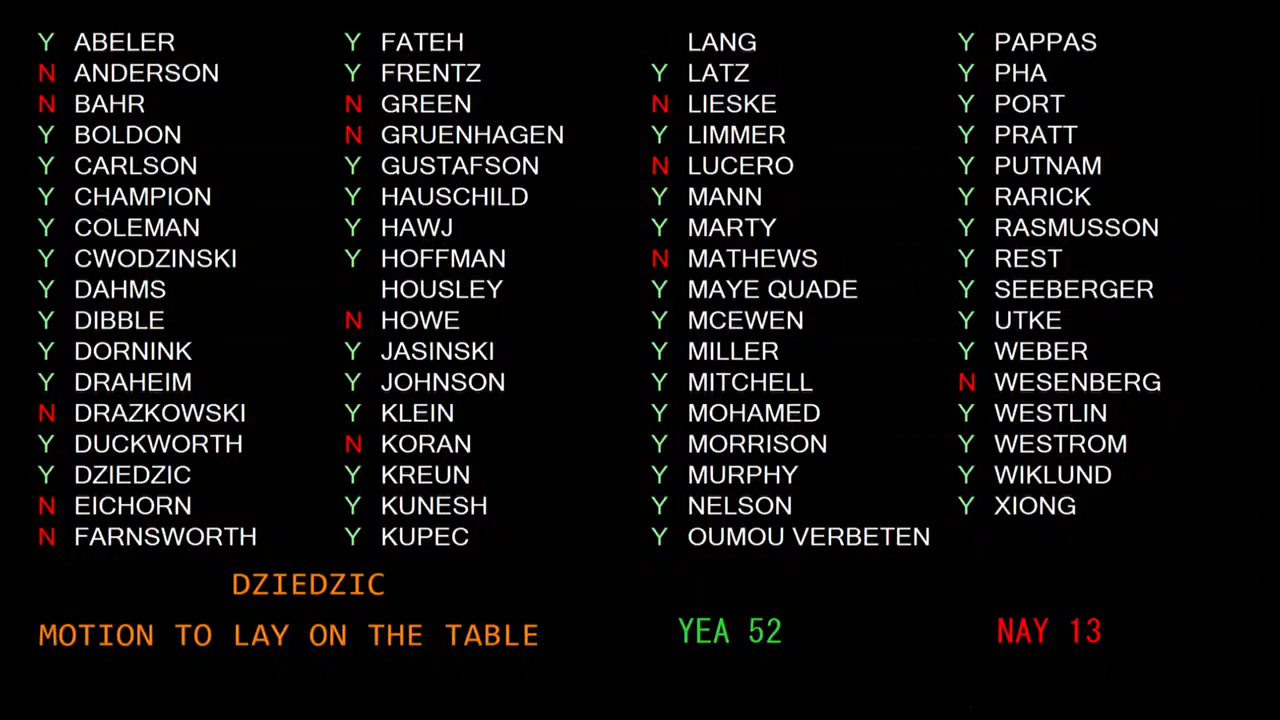 Y ABELER Y FATEH LANG Y PAPPAS
N ANDERSON Y FRENTZ Y LATZ Y PHA
N BAHR N GREEN N LIESKE Y PORT
Y BOLDON N GRUENHAGEN Y LIMMER Y PRATT
Y CARLSON Y GUSTAFSON N LUCERO Y PUTNAM
Y CHAMPION Y HAUSCHILD Y MANN Y RARICK
Y COLEMAN Y HAWJ Y MARTY Y RASMUSSON
Y CWODZINSKI Y HOFFMAN N MATHEWS Y REST
Y DAHMS HOUSLEY Y MAYE QUADE Y SEEBERGER
Y DIBBLE N HOWE Y MCEWEN Y UTKE
Y DORNINK Y JASINSKI Y MILLER Y WEBER
Y DRAHEIM Y JOHNSON Y MITCHELL N WESENBERG
N DRAZKOWSKI Y KLEIN Y MOHAMED Y WESTLIN
Y DUCKWORTH N KORAN Y MORRISON Y WESTROM
Y DZIEDZIC Y KREUN Y MURPHY Y WIKLUND
N EICHORN Y KUNESH Y NELSON Y XIONG
N FARNSWORTH Y KUPEC Y OUMOU VERBETEN
DZIEDZIC
MOTION TO LAY ON THE TABLE YEA 52 NAY 13